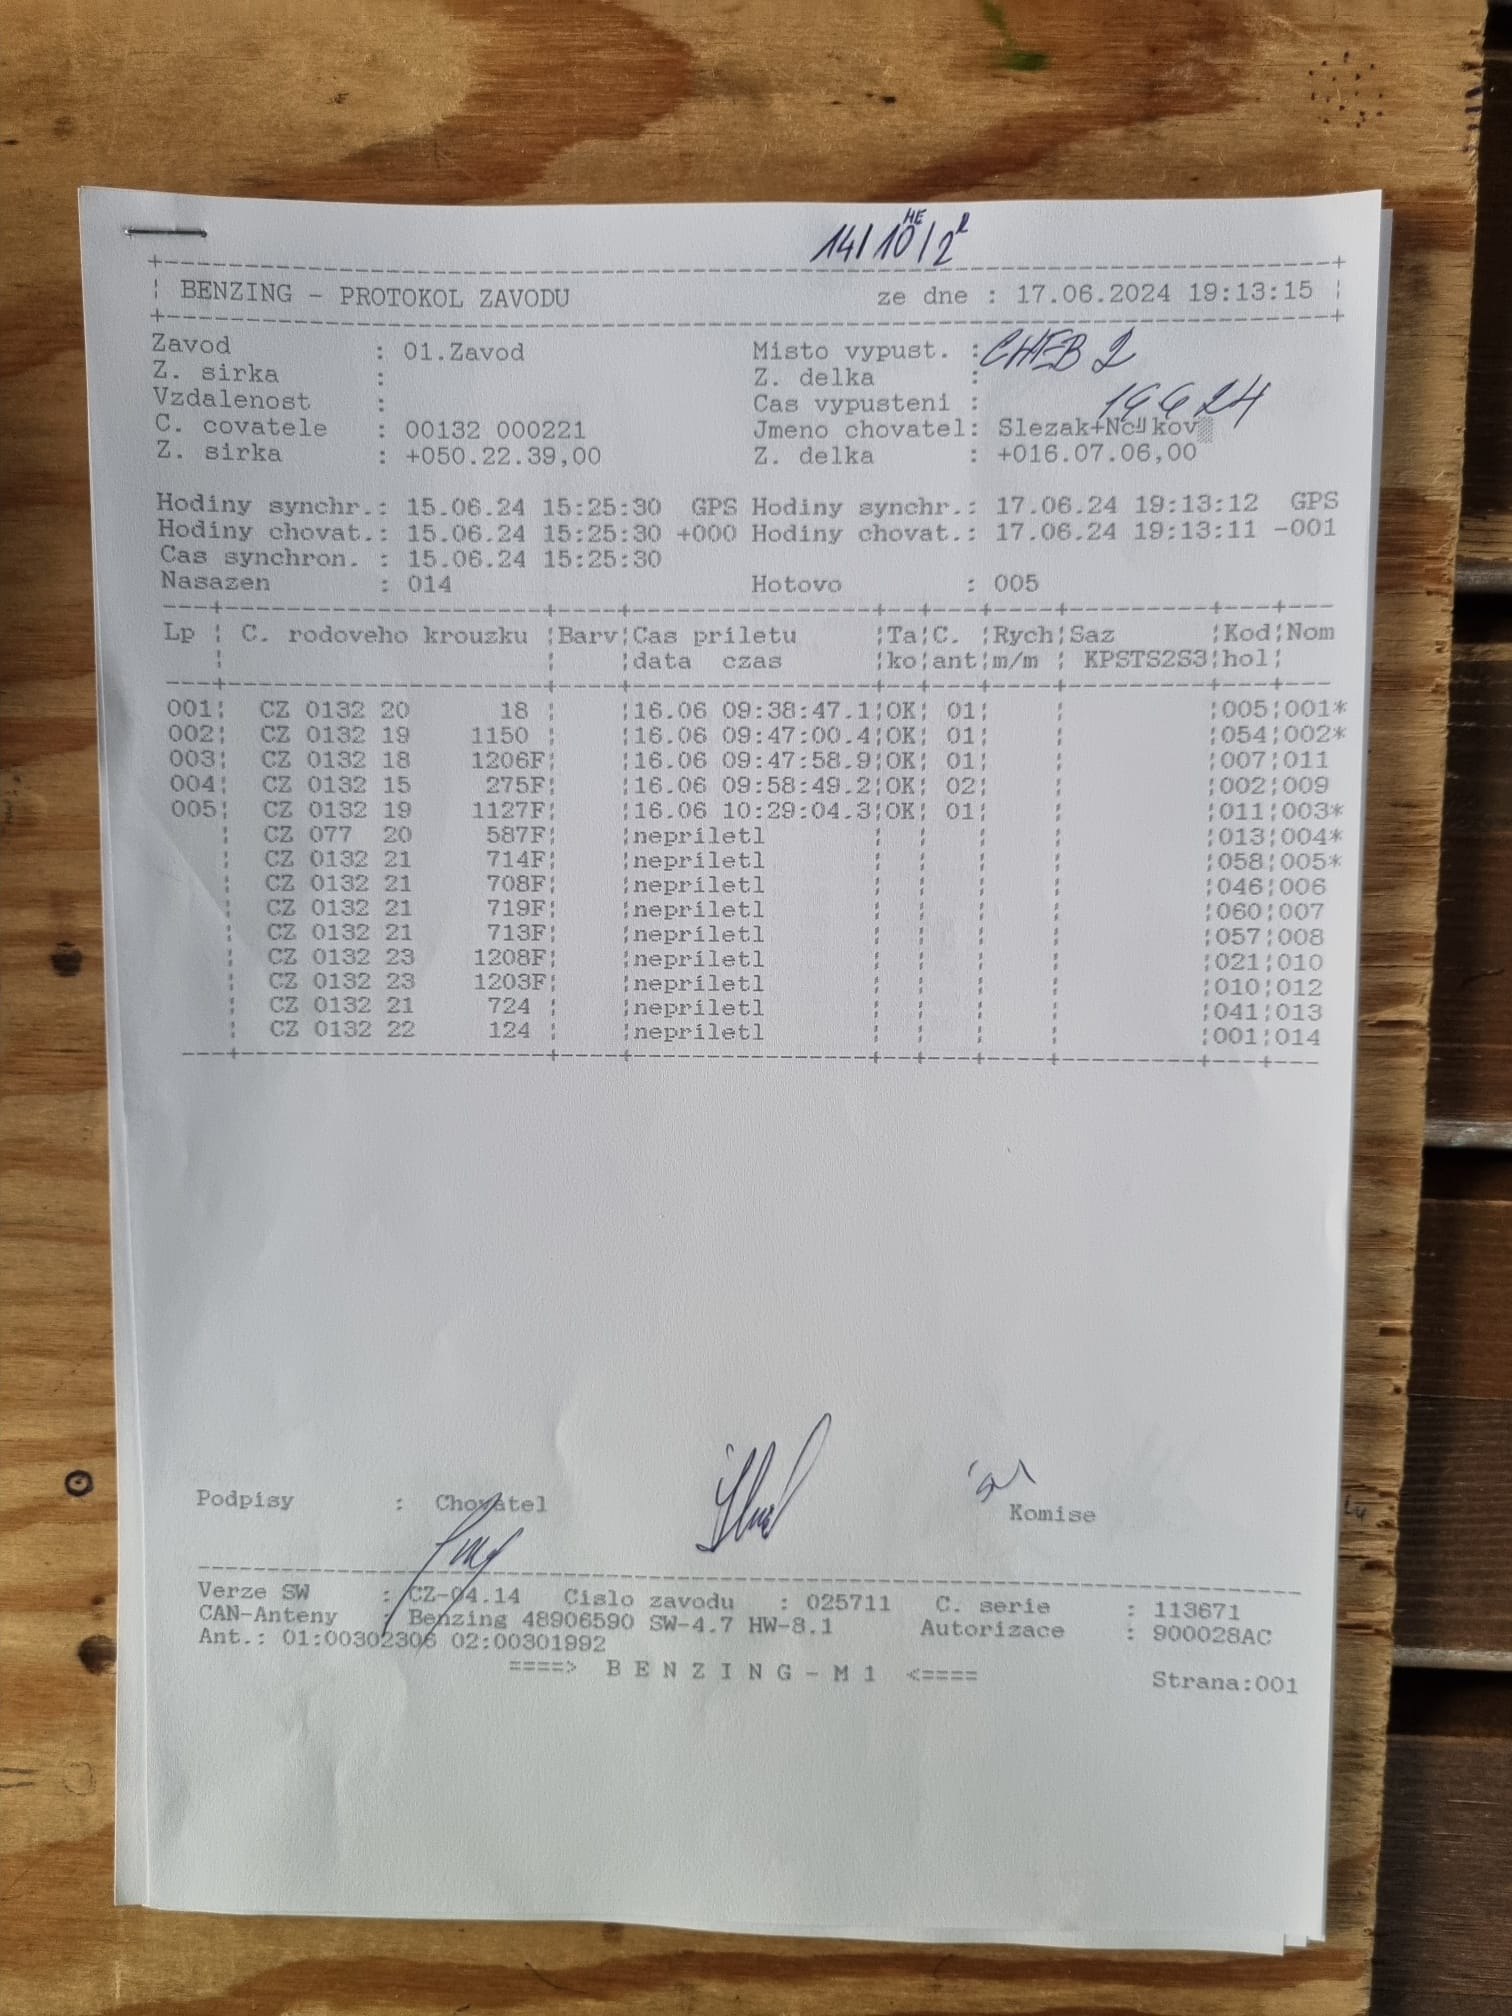 14/10 HE/2
BENZING - PROTOKOL ZAVODU ze dne : 17.06.2024 19:13:15
Zavod : 01.Zavod Misto vypust. : CHEB 2
Z. sirka : Z. delka :
Vzdalenost : Cas vypusteni : 16 6 24
C. covatele : 00132 000221 Jmeno chovatel: Slezak+
Z. sirka : +050.22.39,00 Z. delka : +016.07.06,00
Hodiny synchr.: 15.06.24 15:25:30 GPS Hodiny synchr.: 17.06.24 19:13:12 GPS
Hodiny chovat.: 15.06.24 15:25:30 +000 Hodiny chovat.: 17.06.24 19:13:11 -001
Cas synchron. : 15.06.24 15:25:30
Nasazen : 014 Hotovo : 005
Lp ¦ C. rodoveho krouzku ¦Barv¦Cas priletu ¦Ta¦C. ¦Rych¦Saz ¦Kod¦Nom
¦ ¦ ¦data czas ¦ko¦ant¦m/m ¦ KPSTS2S3¦hol¦
001¦ CZ 0132 20 18 ¦ ¦16.06 09:38:47.1¦OK¦ 01¦ ¦ ¦005¦001*
002¦ CZ 0132 19 1150 ¦ ¦16.06 09:47:00.4¦OK¦ 01¦ ¦ ¦054¦002*
003¦ CZ 0132 18 1206F¦ ¦16.06 09:47:58.9¦OK¦ 01¦ ¦ ¦007¦011
004¦ CZ 0132 15 275F¦ ¦16.06 09:58:49.2¦OK¦ 02¦ ¦ ¦002¦009
005¦ CZ 0132 19 1127F¦ ¦16.06 10:29:04.3¦OK¦ 01¦ ¦ ¦011¦003*
¦ CZ 077 20 587F¦ ¦nepriletl ¦ ¦ ¦ ¦ ¦013¦004*
¦ CZ 0132 21 714F¦ ¦nepriletl ¦ ¦ ¦ ¦ ¦058¦005*
¦ CZ 0132 21 708F¦ ¦nepriletl ¦ ¦ ¦ ¦ ¦046¦006
¦ CZ 0132 21 719F¦ ¦nepriletl ¦ ¦ ¦ ¦ ¦060¦007
¦ CZ 0132 21 713F¦ ¦nepriletl ¦ ¦ ¦ ¦ ¦057¦008
¦ CZ 0132 23 1208F¦ ¦nepriletl ¦ ¦ ¦ ¦ ¦021¦010
¦ CZ 0132 23 1203F¦ ¦nepriletl ¦ ¦ ¦ ¦ ¦010¦012
¦ CZ 0132 21 724 ¦ ¦nepriletl ¦ ¦ ¦ ¦ ¦041¦013
¦ CZ 0132 22 124 ¦ ¦nepriletl ¦ ¦ ¦ ¦ ¦001¦014
Podpisy : Chovatel Komise
Verze SW : CZ-04.14 Cislo zavodu : 025711 C. serie : 113671
CAN-Anteny : Benzing 48906590 SW-4.7 HW-8.1 Autorizace : 900028AC
Ant.: 01:00302306 02:00301992
====> B E N Z I N G - M 1 <====
Strana:001